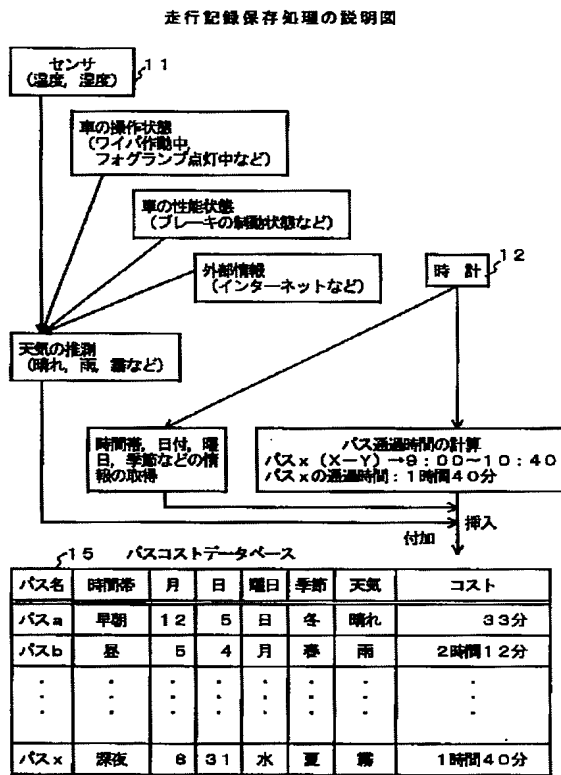 走行記録保存処理の説明図
センサ
(温度, 湿度)
11
車の操作状態
(ワイパ作動中,
フォグランプ点灯中など)
車の性能状態
(ブレーキの制動状態など)
外部情報
(インターネットなど)
時 計
12
天気の推測
(晴れ, 雨, 霧など)
時間帯, 日付, 曜
日, 季節などの情
報の取得
パス通過時間の計算
パスx (X-Y) →9:00~10:40
パスxの通過時間:1時間40分
付加
挿入
15 パスコストデータベース
パス名 時間帯 月 日 曜日 季節 天気 コスト
パスa 早朝 12 5 日 冬 晴れ 33分
パスb 昼 5 4 月 春 雨 2時間12分
パスx 深夜 8 31 水 夏 霧 1時間40分